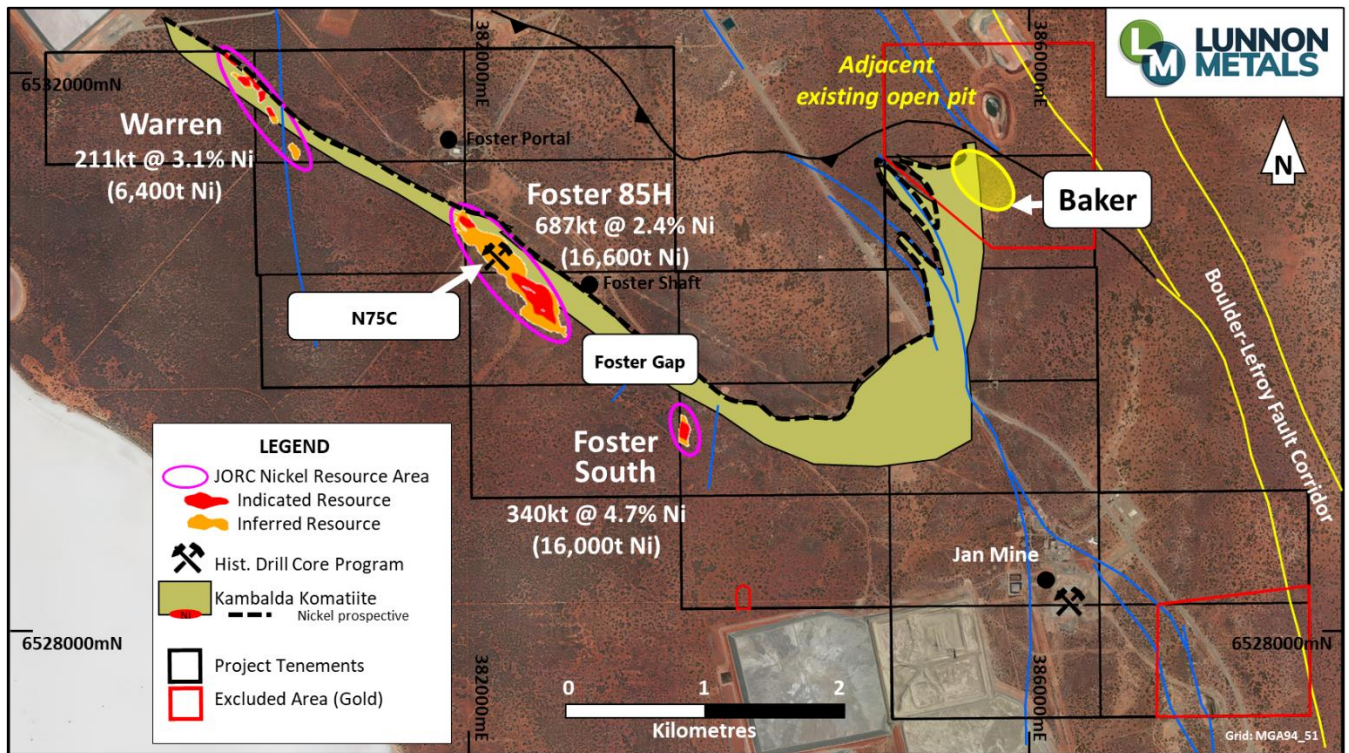 LUNNON
METALS
LM
382000mE
386000mE
6532000mN
Adjacent
existing open pit
N
Warren
211kt @ 3.1% Ni
(6,400t Ni)
Foster Portal
Foster 85H
687kt @ 2.4% Ni
(16,600t Ni)
Foster Shaft
Baker
N75C
Foster Gap
Boulder-Lefroy Fault Corridor
Foster
South
340kt @ 4.7% Ni
(16,000t Ni)
Jan Mine
LEGEND
JORC Nickel Resource Area
Indicated Resource
Inferred Resource
Hist. Drill Core Program
Kambalda Komatiite
Ni
Nickel prospective
Project Tenements
Excluded Area (Gold)
6528000mN
6528000mN
382000mE
386000mE
0 1 2
Kilometres
Grid: MGA94_51